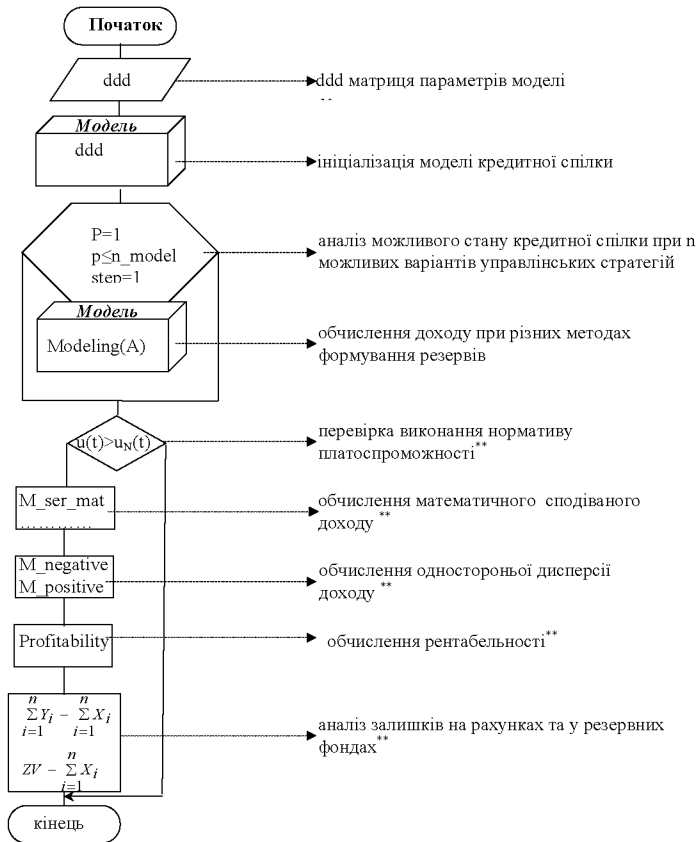 Початок
ddd
ddd матриця параметрів моделі
Модель
ddd
ініціалізація моделі кредитної спілки
P=1
p≤n_model
step=1
аналіз можливого стану кредитної спілки при n
можливих варіантів управлінських стратегій
Модель
Modeling(A)
обчислення доходу при різних методах
формування резервів
u(t)>u_N(t)
перевірка виконання нормативу
платоспроможності**
M_ser_mat
............
обчислення математичного сподіваного
доходу **
M_negative
M_positive
обчислення одностороньої дисперсії
доходу **
Profitability
обчислення рентабельності**
n n
Σ Y_i – Σ X_i
i=1 i=1
n
ZV – Σ X_i
i=1
аналіз залишків на рахунках та у резервних
фондах**
кінець